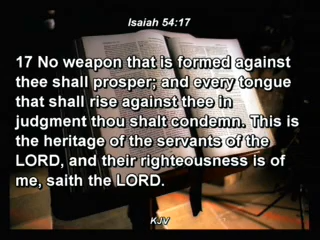 Isaiah 54:17
17 No weapon that is formed against
thee shall prosper; and every tongue
that shall rise against thee in
judgment thou shalt condemn. This is
the heritage of the servants of the
LORD, and their righteousness is of
me, saith the LORD.
KJV